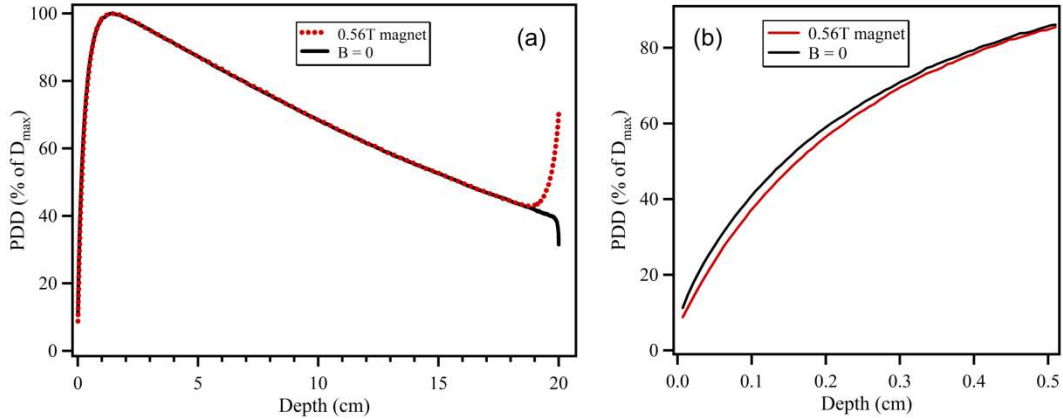 (a)
0.56T magnet
B = 0
PDD (% of Dmax)
100
80
60
40
20
0
0 5 10 15 20
Depth (cm)
(b)
0.56T magnet
B = 0
PDD (% of Dmax)
80
60
40
20
0
0.0 0.1 0.2 0.3 0.4 0.5
Depth (cm)